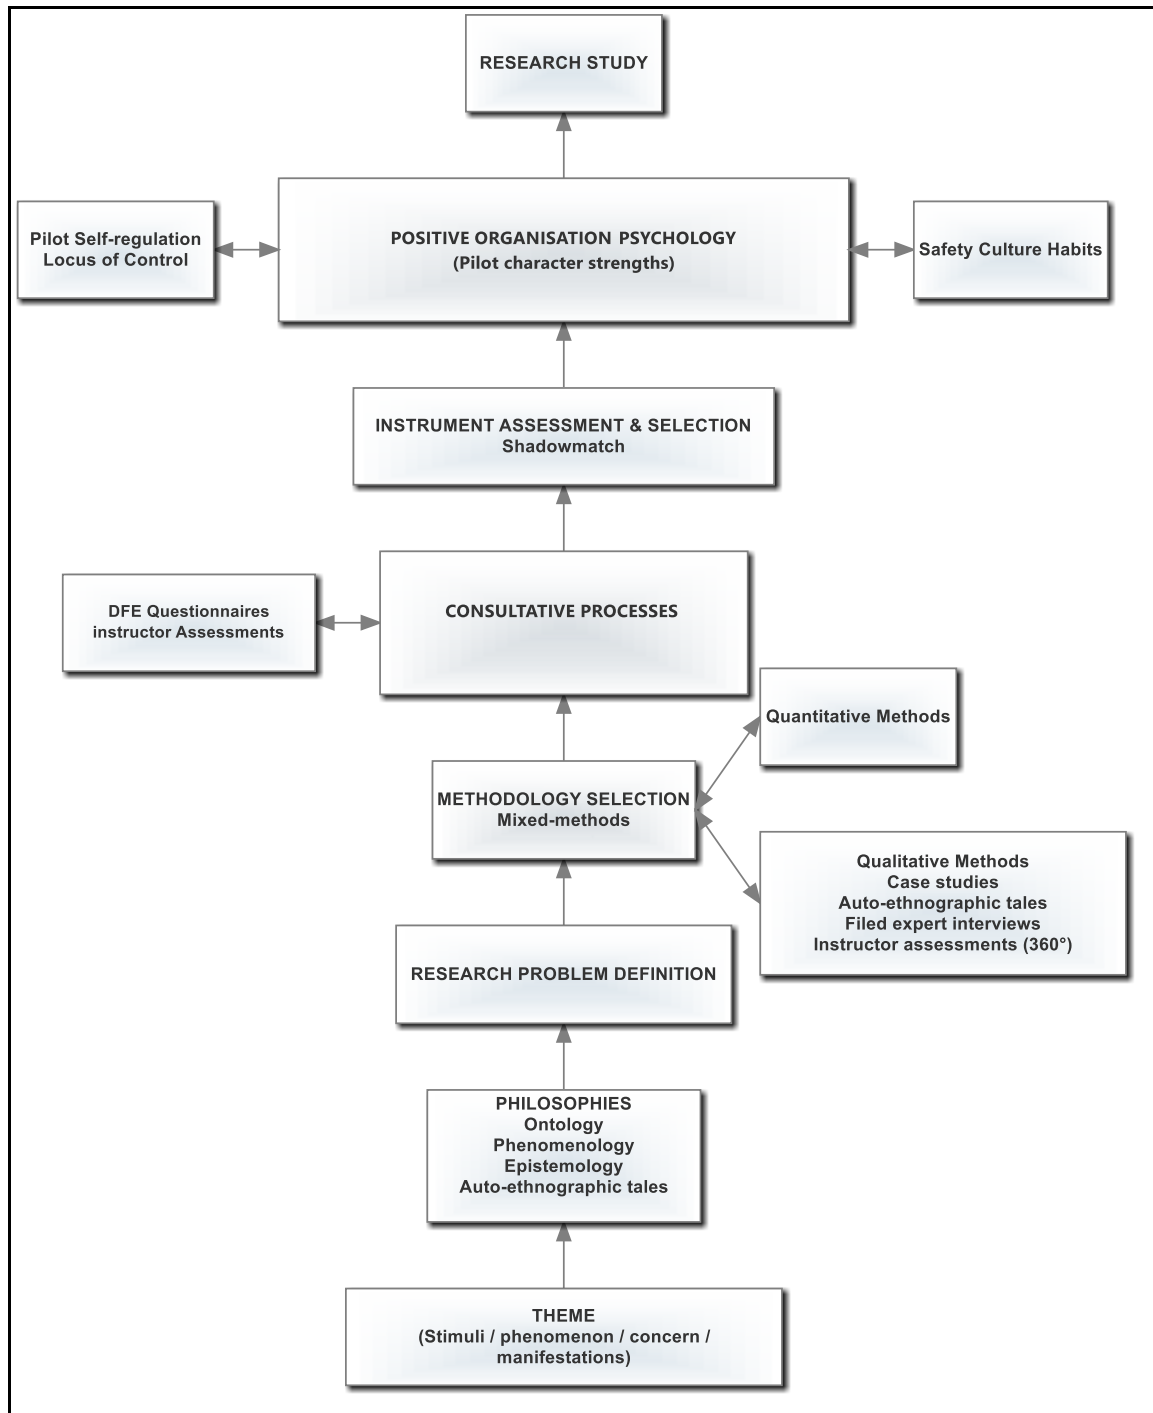 RESEARCH STUDY
Pilot Self-regulation
Locus of Control
POSITIVE ORGANISATION PSYCHOLOGY
(Pilot character strengths)
Safety Culture Habits
INSTRUMENT ASSESSMENT & SELECTION
Shadowmatch
DFE Questionnaires
instructor Assessments
CONSULTATIVE PROCESSES
Quantitative Methods
METHODOLOGY SELECTION
Mixed-methods
Qualitative Methods
Case studies
Auto-ethnographic tales
Filed expert interviews
Instructor assessments (360°)
RESEARCH PROBLEM DEFINITION
PHILOSOPHIES
Ontology
Phenomenology
Epistemology
Auto-ethnographic tales
THEME
(Stimuli / phenomenon / concern /
manifestations)